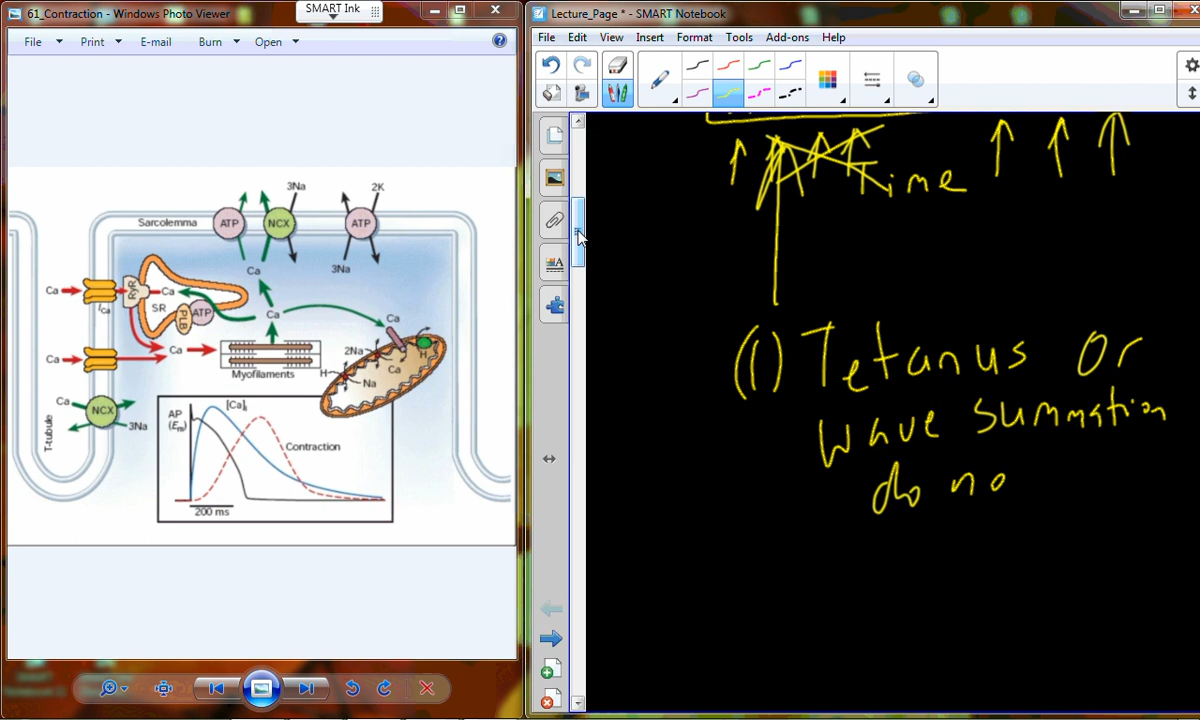 61_Contraction - Windows Photo Viewer
SMART Ink
File Print E-mail Burn Open
Sarcolemma
ATP
NCX
3Na
ATP
2K
3Na
Ca
Ca
ICa
RyR
Ca
SR
PLB
ATP
Ca
Ca
Ca
Ca
Myofilaments
2Na
H
Na
Ca
H
Ca
NCX
3Na
T-tubule
AP
(Em)
[Ca]i
Contraction
200 ms
Lecture_Page * - SMART Notebook
File Edit View Insert Format Tools Add-ons Help
Time
(1) Tetanus or
wave summation
do no